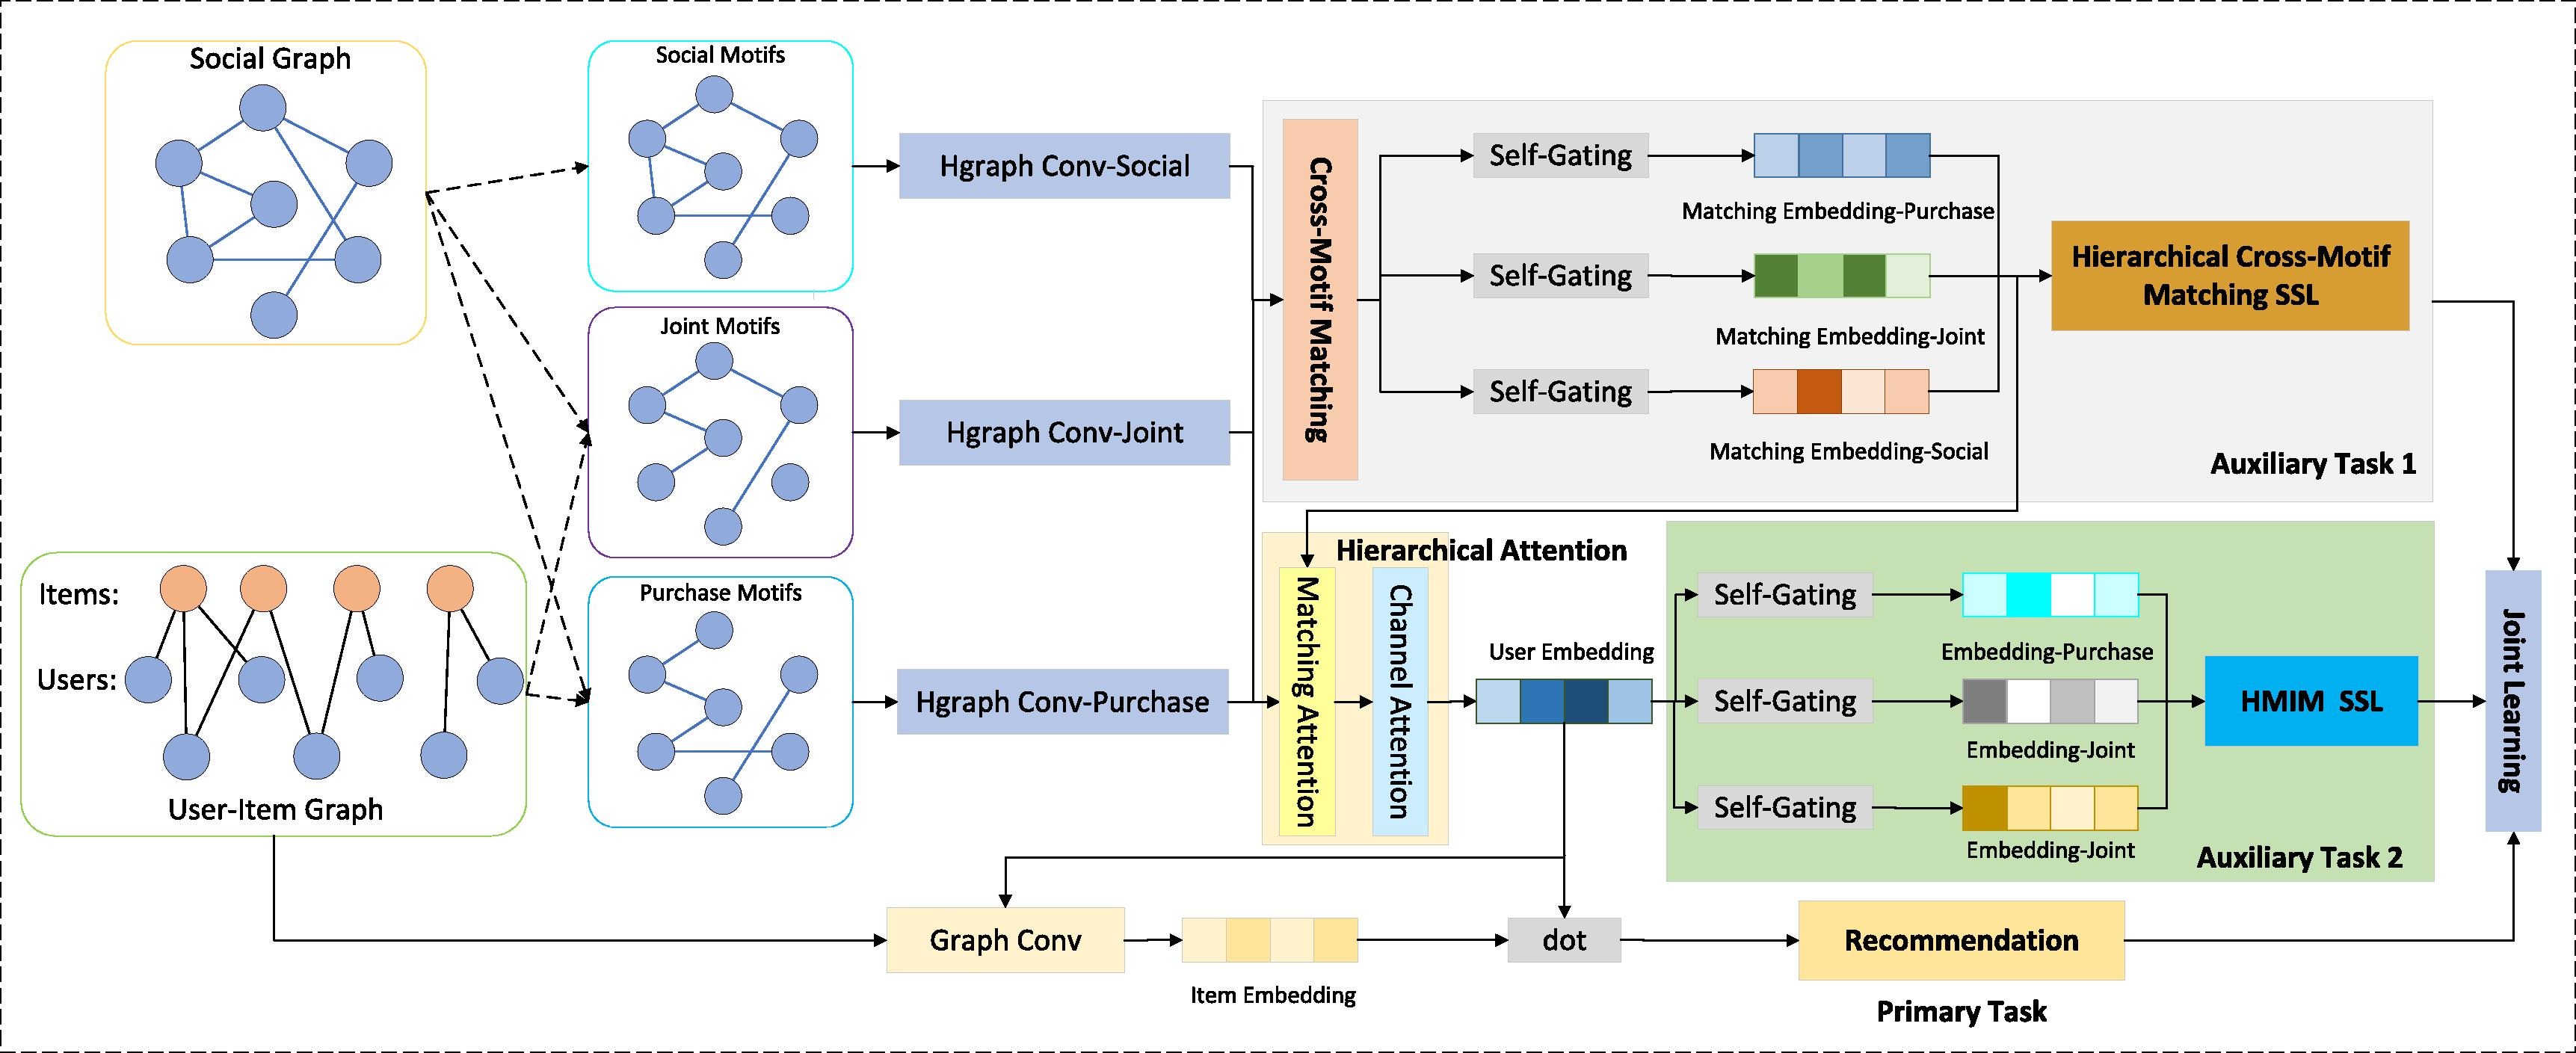 Social Graph
Social Motifs
Joint Motifs
Purchase Motifs
Items:
Users:
User-Item Graph
Hgraph Conv-Social
Hgraph Conv-Joint
Hgraph Conv-Purchase
Cross-Motif Matching
Self-Gating
Matching Embedding-Purchase
Self-Gating
Matching Embedding-Joint
Self-Gating
Matching Embedding-Social
Hierarchical Cross-Motif
Matching SSL
Auxiliary Task 1
Hierarchical Attention
Matching Attention
Channel Attention
User Embedding
Self-Gating
Embedding-Purchase
Self-Gating
Embedding-Joint
Self-Gating
Embedding-Joint
HMIM SSL
Auxiliary Task 2
Joint Learning
Graph Conv
Item Embedding
dot
Recommendation
Primary Task